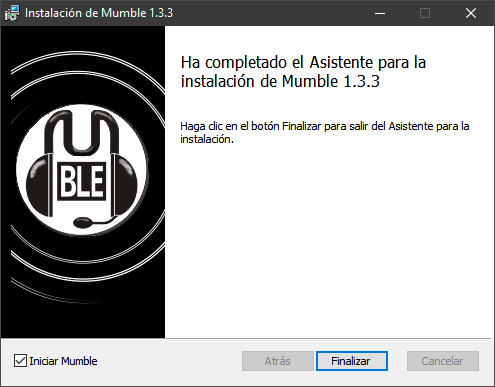 Instalación de Mumble 1.3.3
Ha completado el Asistente para la
instalación de Mumble 1.3.3
Haga clic en el botón Finalizar para salir del Asistente para la
instalación.
BLE
Iniciar Mumble
Atrás
Finalizar
Cancelar